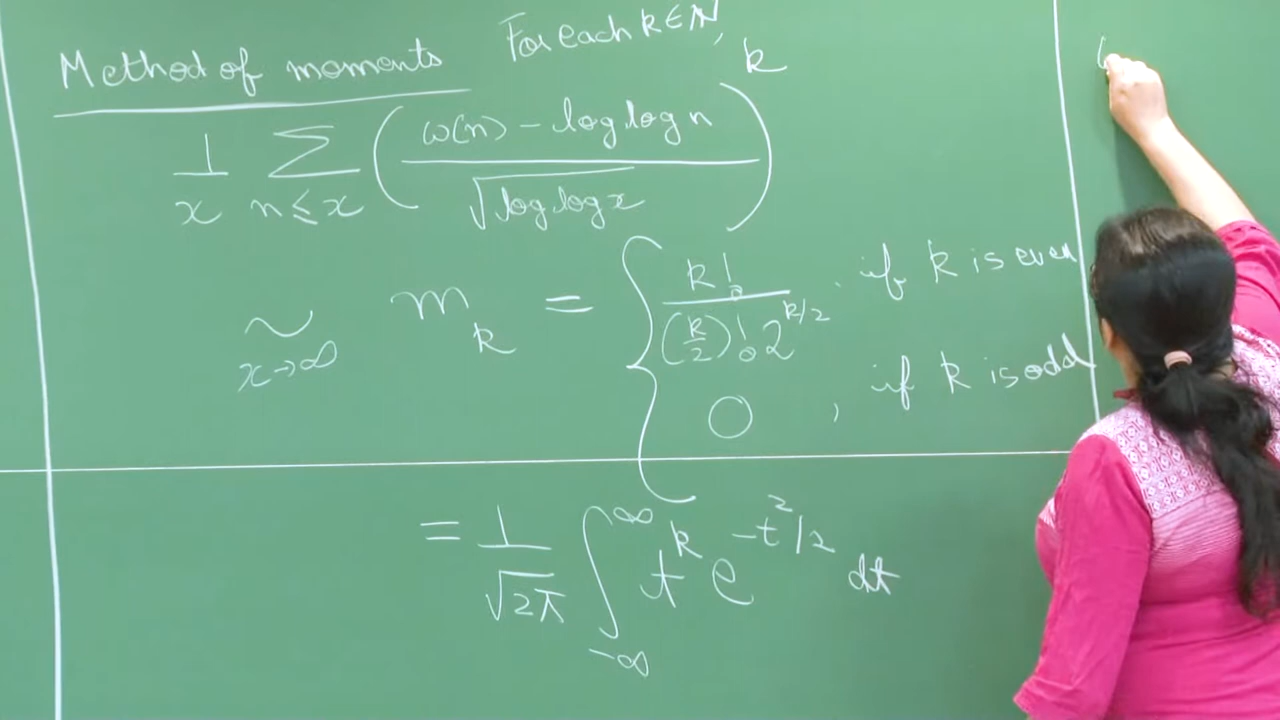 Method of moments For each k ∈ ℕ,
1/x ∑_{n≤x} ((ω(n) - log log n)/√(log log x))^k
∼_{x→∞} m_k = { k!/((k/2)! 2^{k/2}), if k is even
0, if k is odd
= 1/√(2π) ∫_{-∞}^{∞} t^k e^{-t²/2} dt